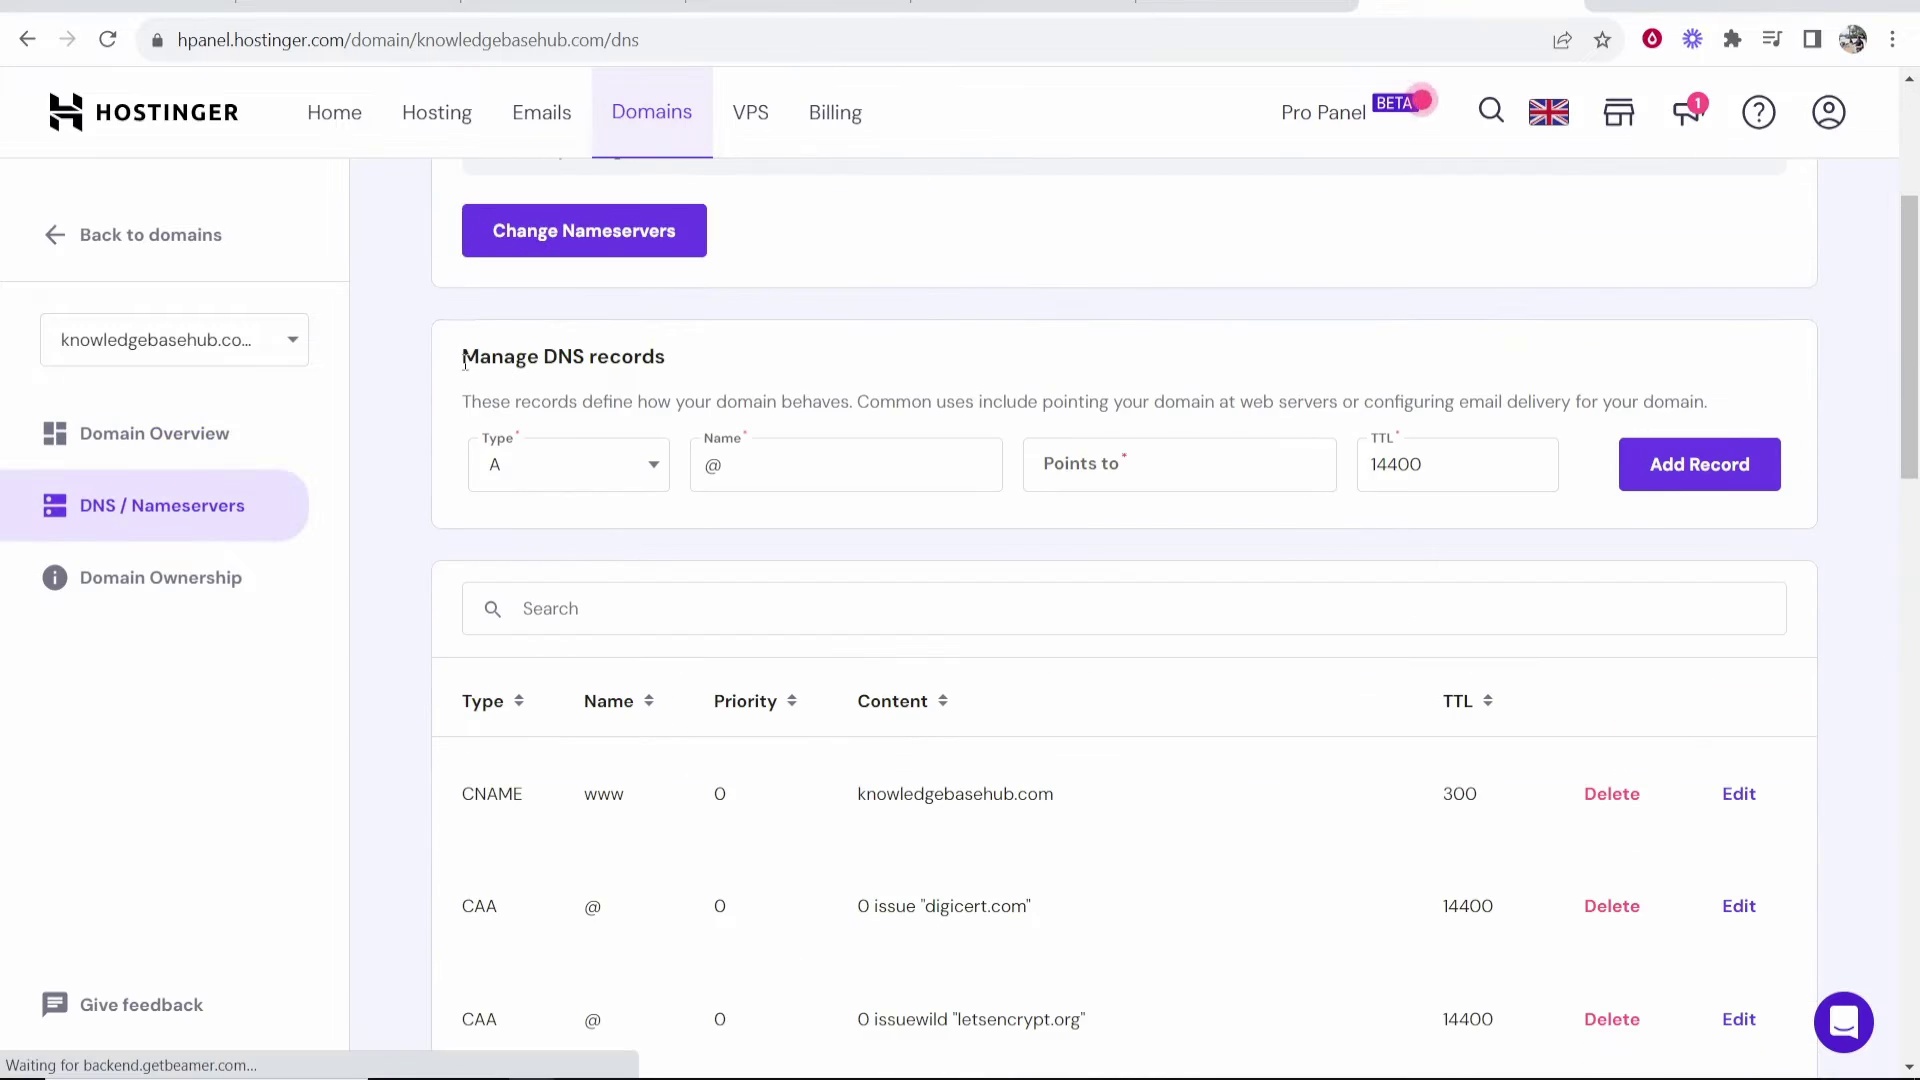 hpanel.hostinger.com/domain/knowledgebasehub.com/dns
HOSTINGER
Home
Hosting
Emails
Domains
VPS
Billing
Pro Panel BETA
1
Back to domains
knowledgebasehub.co...
Domain Overview
DNS / Nameservers
Domain Ownership
Give feedback
Change Nameservers
Manage DNS records
These records define how your domain behaves. Common uses include pointing your domain at web servers or configuring email delivery for your domain.
Type*
A
Name*
@
Points to*
TTL*
14400
Add Record
Search
Type Name Priority Content TTL
CNAME www 0 knowledgebasehub.com 300 Delete Edit
CAA @ 0 0 issue "digicert.com" 14400 Delete Edit
CAA @ 0 0 issuewild "letsencrypt.org" 14400 Delete Edit
Waiting for backend.getbeamer.com...